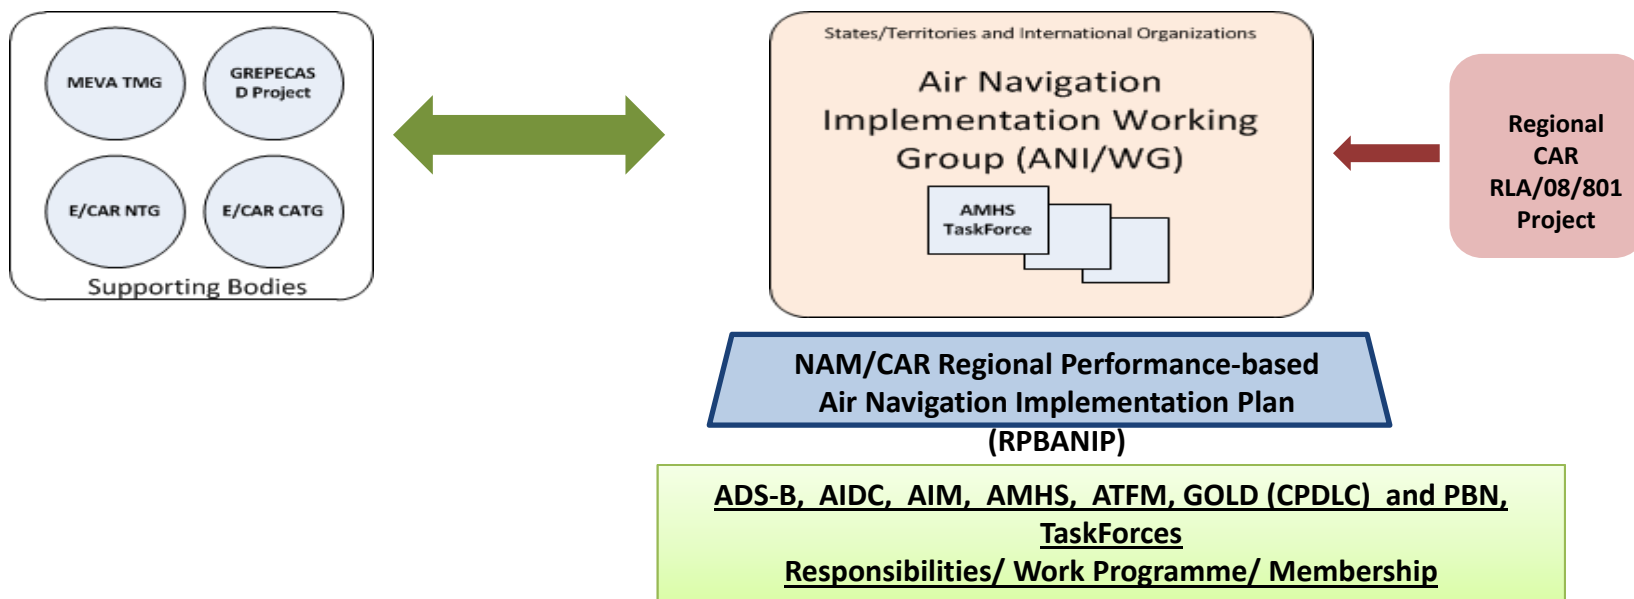 MEVA TMG
GREPECAS
D Project
E/CAR NTG
E/CAR CATG
Supporting Bodies
States/Territories and International Organizations
Air Navigation
Implementation Working
Group (ANI/WG)
AMHS
TaskForce
Regional
CAR
RLA/08/801
Project
NAM/CAR Regional Performance-based
Air Navigation Implementation Plan
(RPBANIP)
ADS-B, AIDC, AIM, AMHS, ATFM, GOLD (CPDLC) and PBN,
TaskForces
Responsibilities/ Work Programme/ Membership